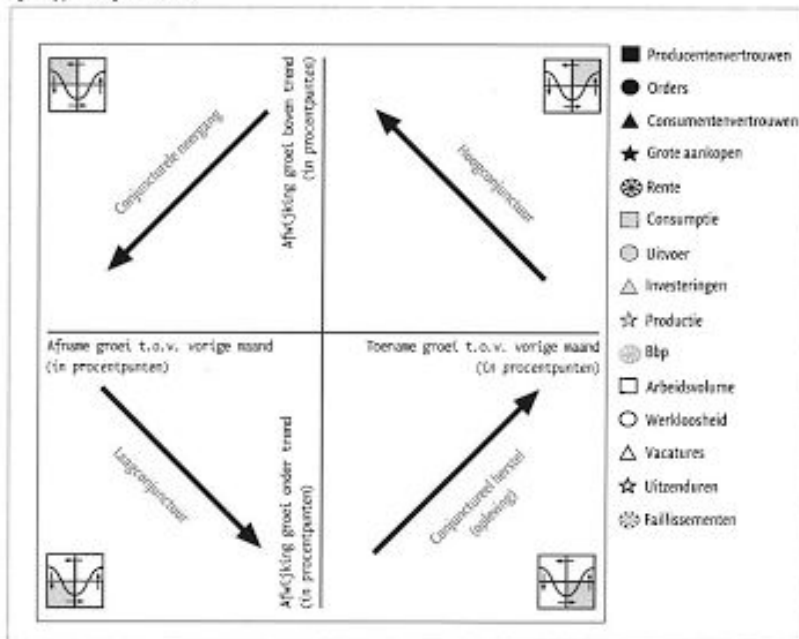 Conjuncturele neergang
Afwijking groei boven trend
(in procentpunten)
Hoogconjunctuur
Afname groei t.o.v. vorige maand
(in procentpunten)
Toename groei t.o.v. vorige maand
(in procentpunten)
Laagconjunctuur
Afwijking groei onder trend
(in procentpunten)
Conjunctureel herstel
(opleving)
Producentenvertrouwen
Orders
Consumentenvertrouwen
Grote aankopen
Rente
Consumptie
Uitvoer
Investeringen
Productie
Bbp
Arbeidsvolume
Werkloosheid
Vacatures
Uitzenduren
Faillissementen